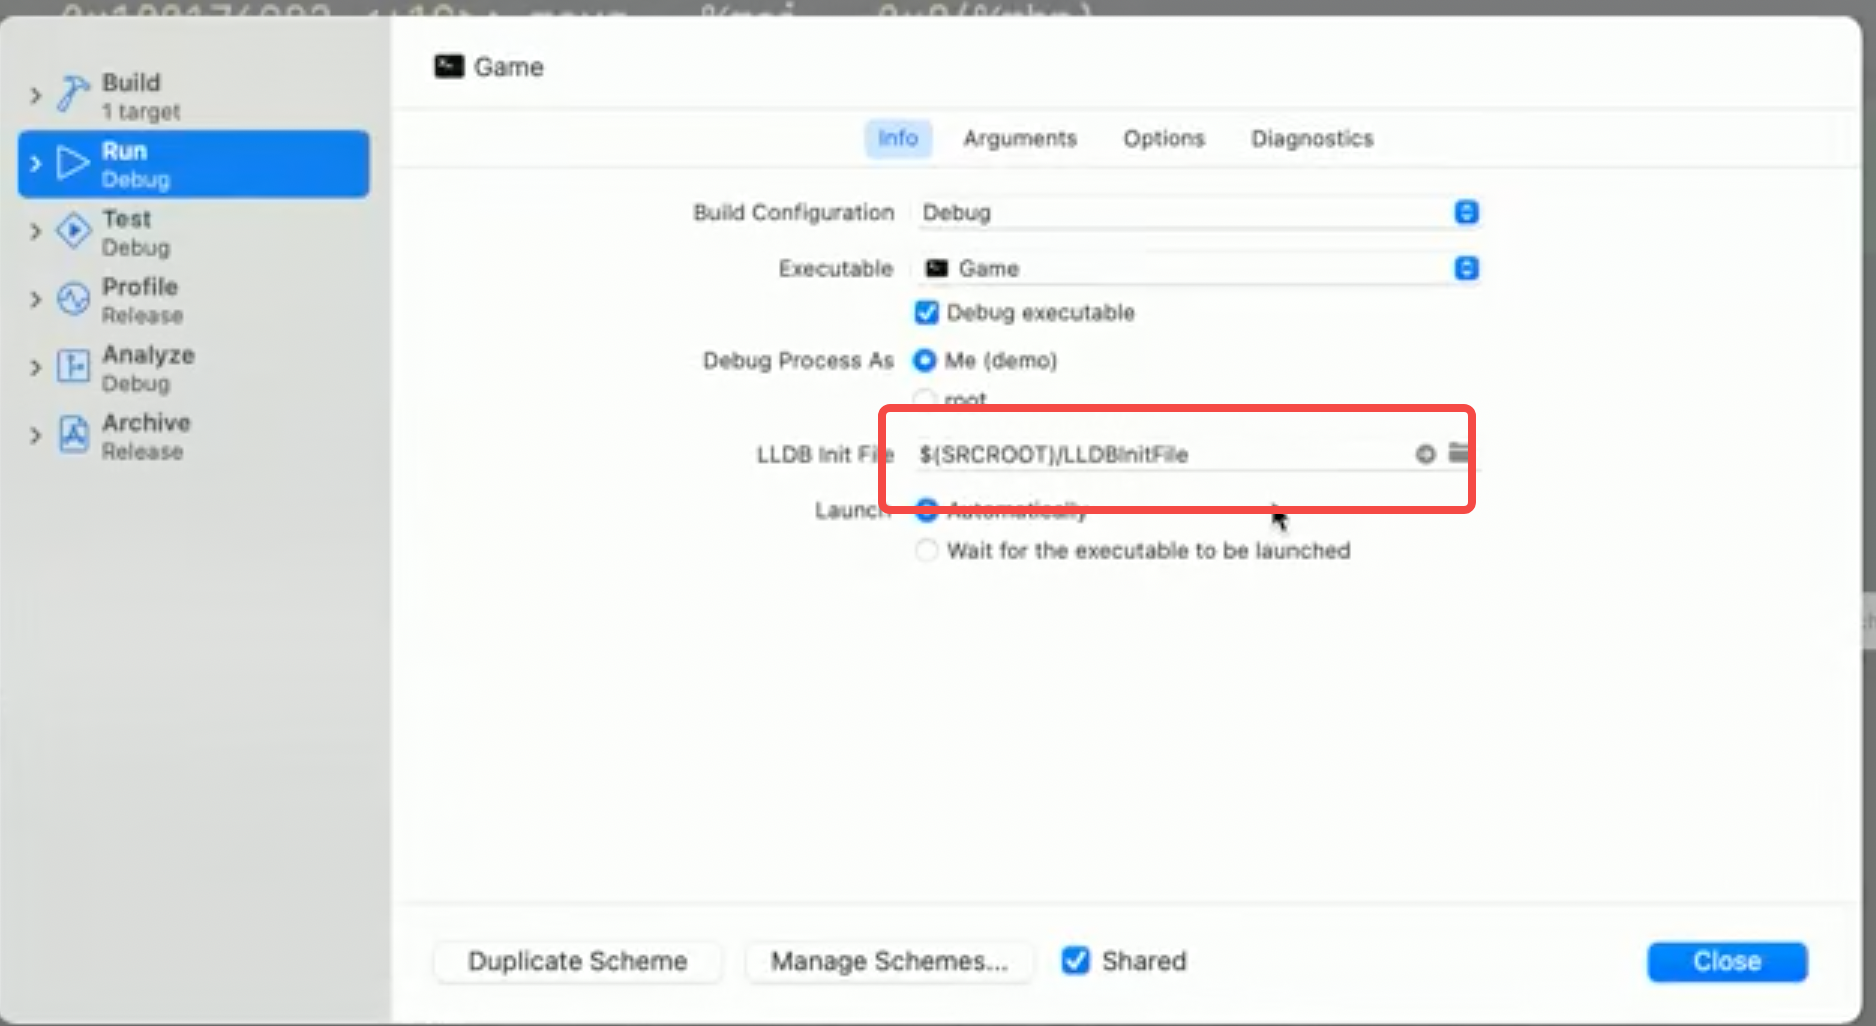 Game
Build
1 target
Run
Debug
Test
Debug
Profile
Release
Analyze
Debug
Archive
Release
Info Arguments Options Diagnostics
Build Configuration Debug
Executable Game
Debug executable
Debug Process As Me (demo)
root
LLDB Init File $(SRCROOT)/LLDBInitFile
Launch Automatically
Wait for the executable to be launched
Duplicate Scheme Manage Schemes... Shared Close